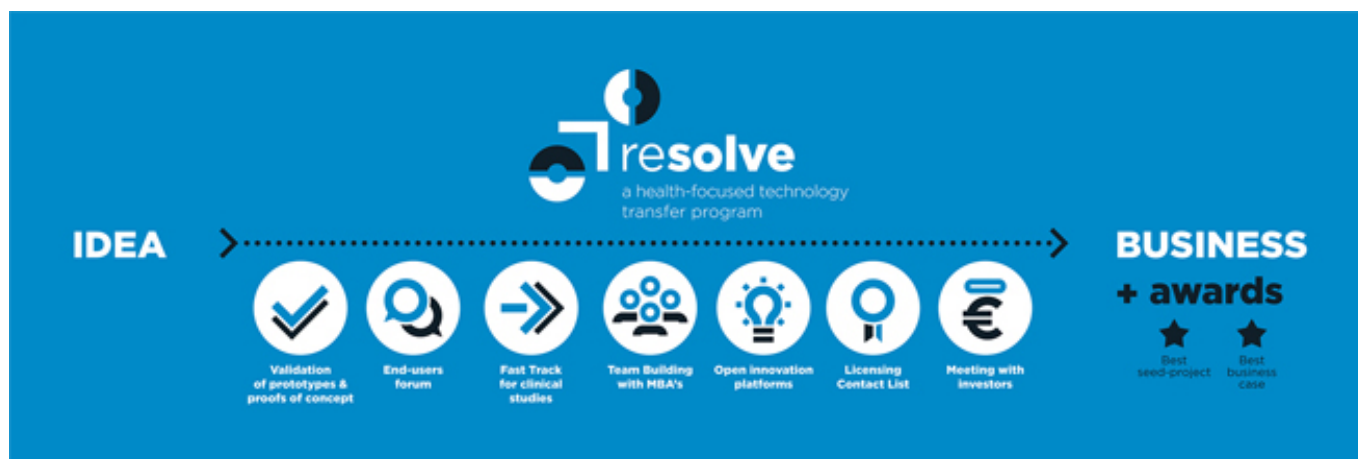 resolve
a health-focused technology
transfer program
IDEA
BUSINESS
+ awards
Validation
of prototypes &
proofs of concept
End-users
forum
Fast Track
for clinical
studies
Team Building
with MBA's
Open innovation
platforms
Licensing
Contact List
Meeting with
investors
Best
seed-project
Best
business
case